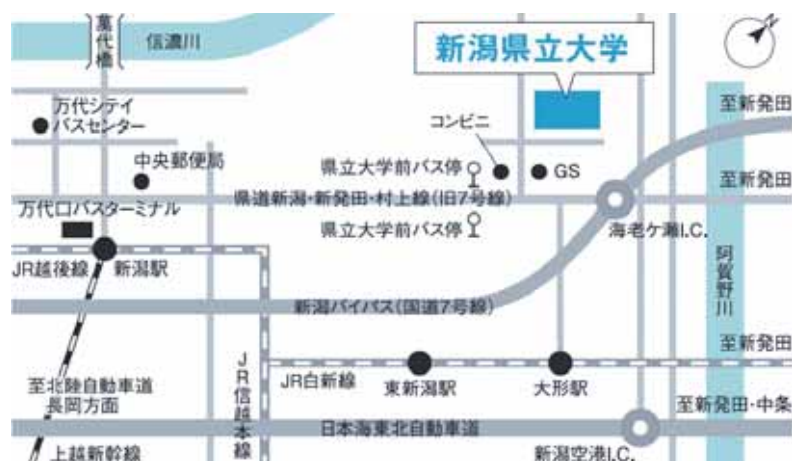 萬代橋
信濃川
新潟県立大学
万代シテイ
バスセンター
至新発田
コンビニ
中央郵便局
県立大学前バス停
GS
至新発田
県道新潟・新発田・村上線(旧7号線)
万代口バスターミナル
県立大学前バス停
海老ケ瀬I.C.
JR越後線
新潟駅
阿賀野川
新潟バイパス(国道7号線)
至新発田
JR信越本線
JR白新線
東新潟駅
大形駅
至北陸自動車道
長岡方面
至新発田・中条
日本海東北自動車道
上越新幹線
新潟空港I.C.